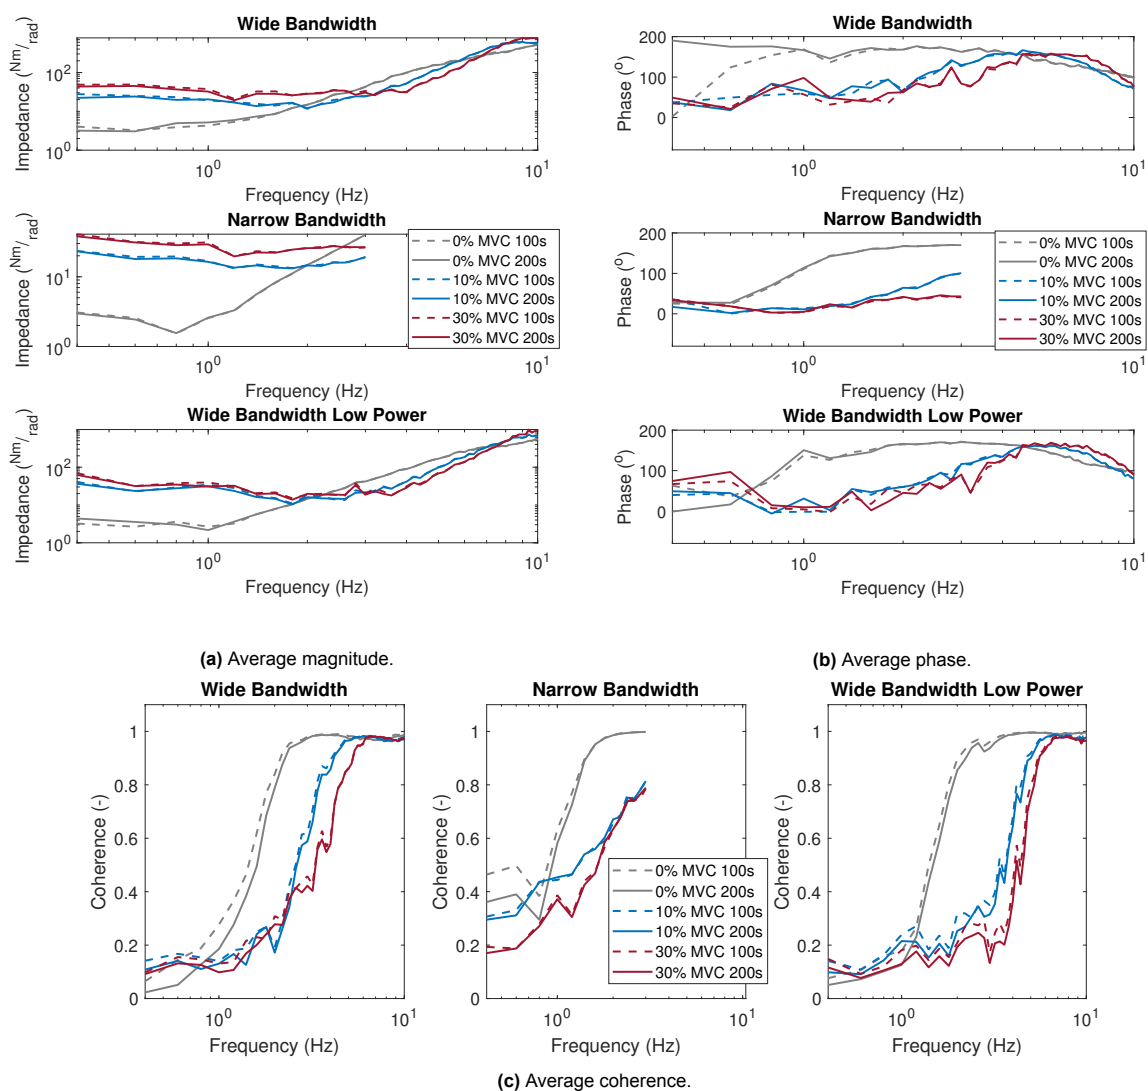 Wide Bandwidth
Impedance (Nm/rad)
10^2
10^0
10^0
10^1
Frequency (Hz)
Narrow Bandwidth
Impedance (Nm/rad)
10^1
10^0
10^0
10^1
Frequency (Hz)
0% MVC 100s
0% MVC 200s
10% MVC 100s
10% MVC 200s
30% MVC 100s
30% MVC 200s
Wide Bandwidth Low Power
Impedance (Nm/rad)
10^2
10^0
10^0
10^1
Frequency (Hz)
(a) Average magnitude.
Wide Bandwidth
Phase (°)
200
100
0
10^0
10^1
Frequency (Hz)
Narrow Bandwidth
Phase (°)
200
100
0
10^0
10^1
Frequency (Hz)
0% MVC 100s
0% MVC 200s
10% MVC 100s
10% MVC 200s
30% MVC 100s
30% MVC 200s
Wide Bandwidth Low Power
Phase (°)
200
100
0
10^0
10^1
Frequency (Hz)
(b) Average phase.
Wide Bandwidth
Coherence (-)
1
0.8
0.6
0.4
0.2
0
10^0
10^1
Frequency (Hz)
Narrow Bandwidth
Coherence (-)
1
0.8
0.6
0.4
0.2
0
10^0
10^1
Frequency (Hz)
0% MVC 100s
0% MVC 200s
10% MVC 100s
10% MVC 200s
30% MVC 100s
30% MVC 200s
Wide Bandwidth Low Power
Coherence (-)
1
0.8
0.6
0.4
0.2
0
10^0
10^1
Frequency (Hz)
(c) Average coherence.